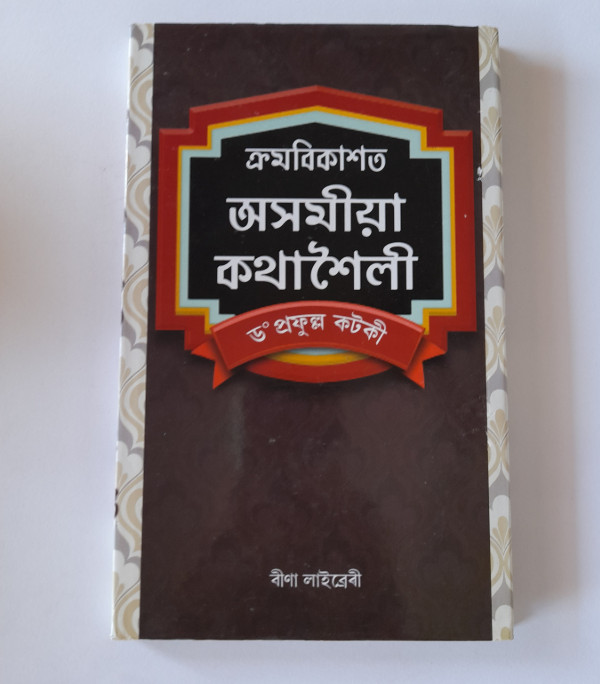 ক্ৰমবিকাশত
অসমীয়া
কথাশৈলী
ড° প্ৰফুল্ল কটকী
বীণা লাইব্ৰেৰী